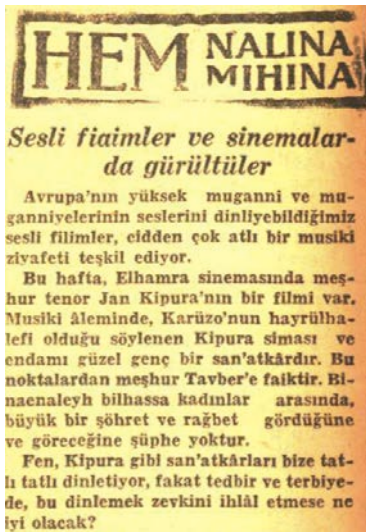 HEM NALINA
MIHINA
Sesli fiaimler ve sinemalar-
da gürültüler
Avrupa'nın yüksek muganni ve mu-
ganniyelerinin seslerini dinliyebildiğimiz
sesli filimler, cidden çok atlı bir musiki
ziyafeti teşkil ediyor.
Bu hafta, Elhamra sinemasında meş-
hur tenor Jan Kipura'nın bir filmi var.
Musiki âleminde, Karüzo'nun hayrülha-
lefi olduğu söylenen Kipura siması ve
endamı güzel genç bir san'atkârdır. Bu
noktalardan meşhur Tavber'e faiktir. Bi-
naenaleyh bilhassa kadınlar arasında,
büyük bir şöhret ve rağbet gördüğüne
ve göreceğine şüphe yoktur.
Fen, Kipura gibi san'atkârları bize tat-
lı tatlı dinletiyor, fakat tedbir ve terbiye-
de, bu dinlemek zevkini ihlâl etmese ne
iyi olacak?